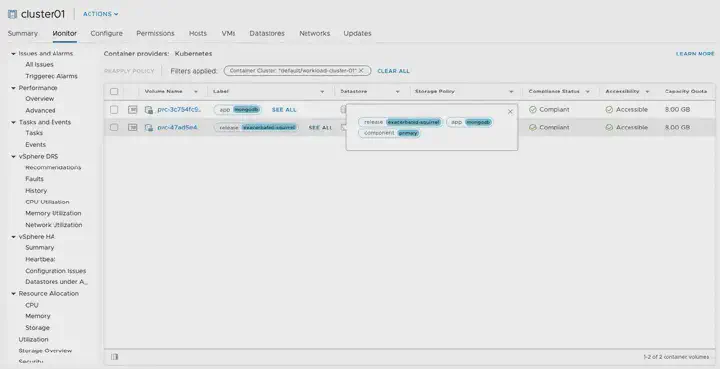 cluster01 ACTIONS
Summary Monitor Configure Permissions Hosts VMs Datastores Networks Updates
Issues and Alarms
All Issues
Triggered Alarms
Performance
Overview
Advanced
Tasks and Events
Tasks
Events
vSphere DRS
Recommendations
Faults
History
CPU Utilization
Memory Utilization
Network Utilization
vSphere HA
Summary
Heartbeat
Configuration Issues
Datastores under A...
Resource Allocation
CPU
Memory
Storage
Utilization
Storage Overview
Security
Container providers: Kubernetes LEARN MORE
REAPPLY POLICY Filters applied: Container Cluster: "default/workload-cluster-01" CLEAR ALL
Volume Name Label Datastore Storage Policy Compliance Status Accessibility Capacity Quota
pvc-3c754fc9... app mongodb SEE ALL Compliant Accessible 8.00 GB
pvc-47ad5e4... release exacerbated-squirrel SEE ALL Compliant Accessible 8.00 GB
release exacerbated-squirrel app mongodb
component primary
1-2 of 2 container volumes